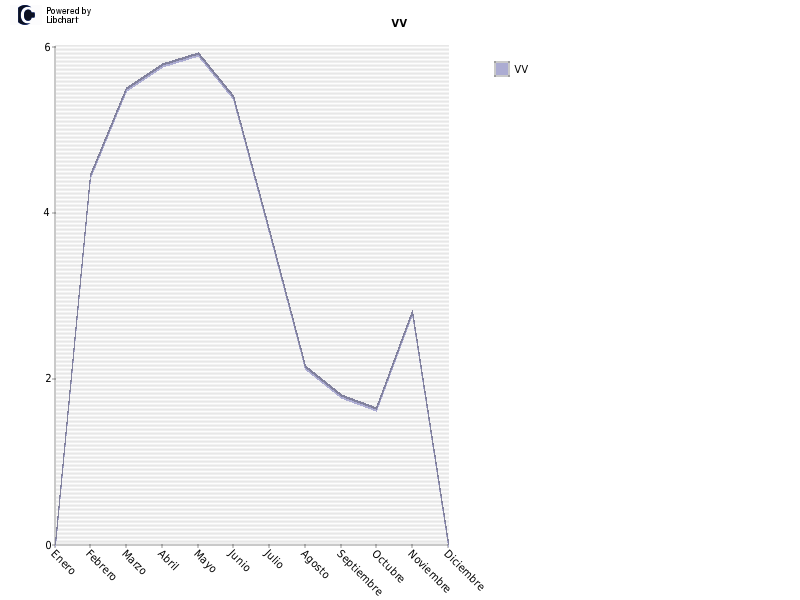 Powered by
Libchart
VV
VV
6
4
2
0
Enero
Febrero
Marzo
Abril
Mayo
Junio
Julio
Agosto
Septiembre
Octubre
Noviembre
Diciembre